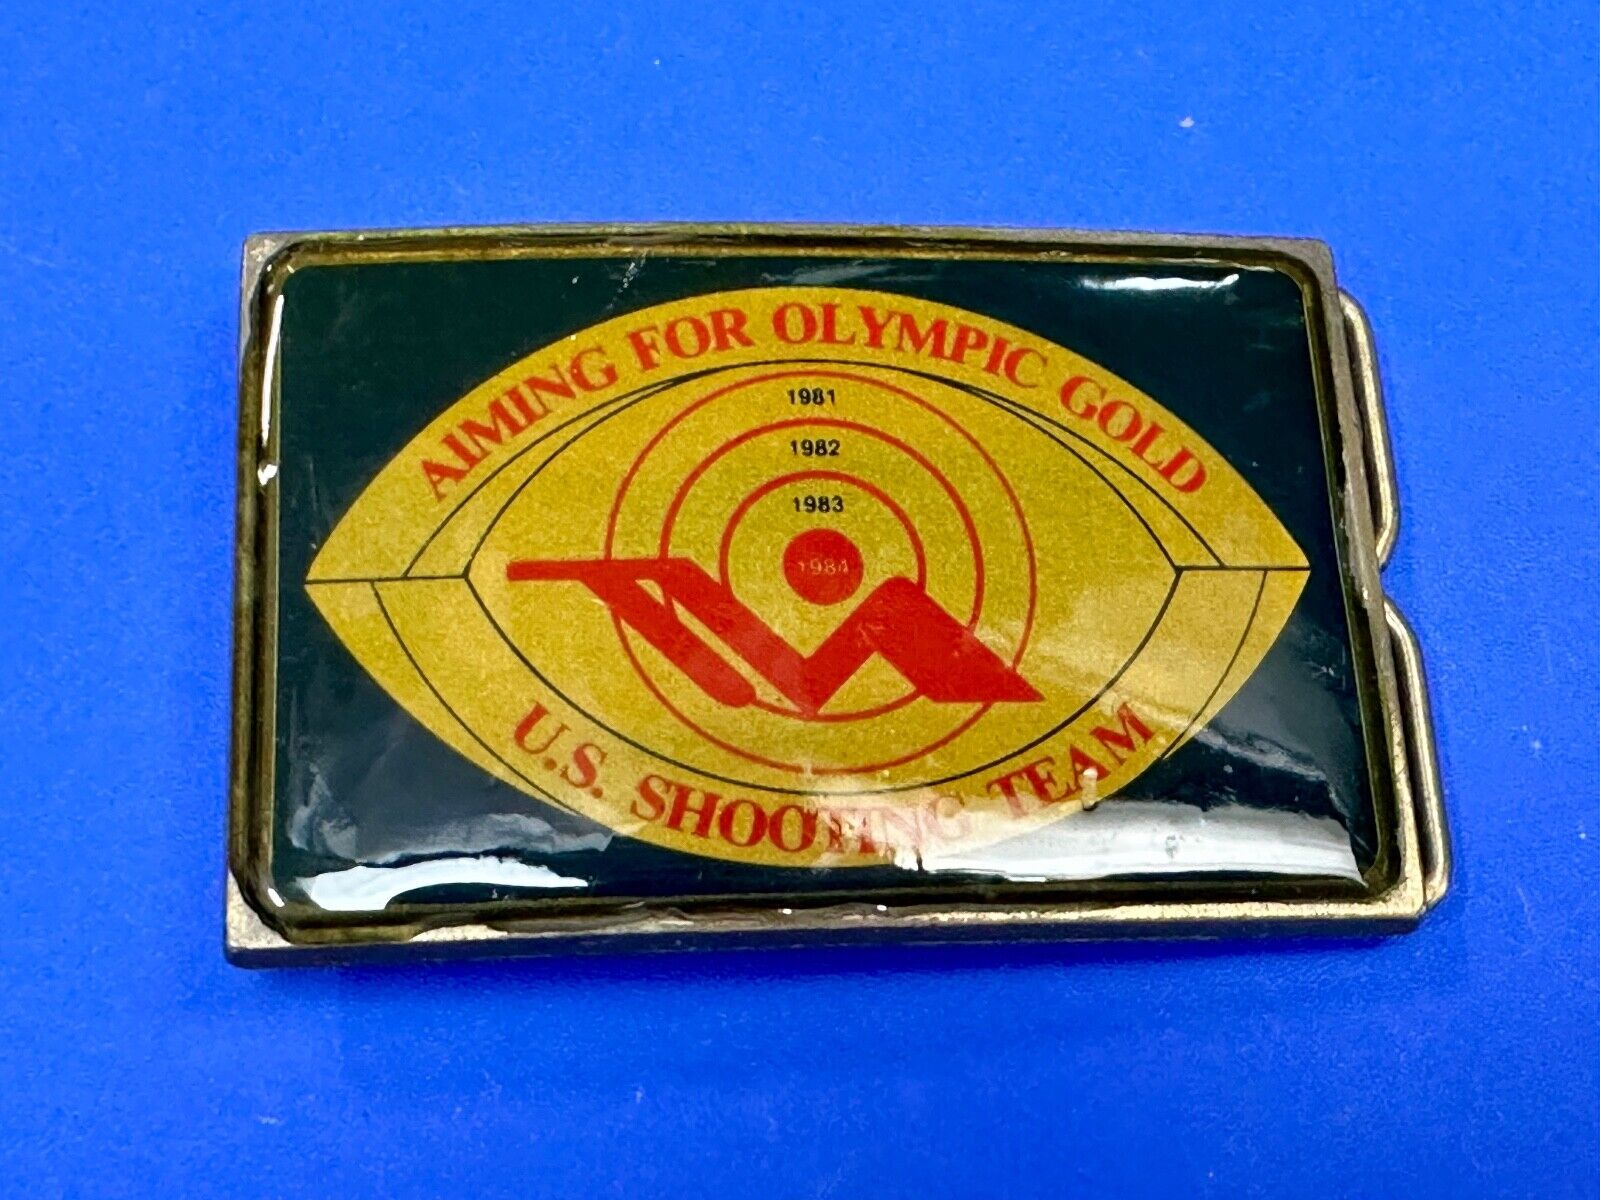 AIMING FOR OLYMPIC GOLD
1981
1982
1983
1984
U.S. SHOOTING TEAM